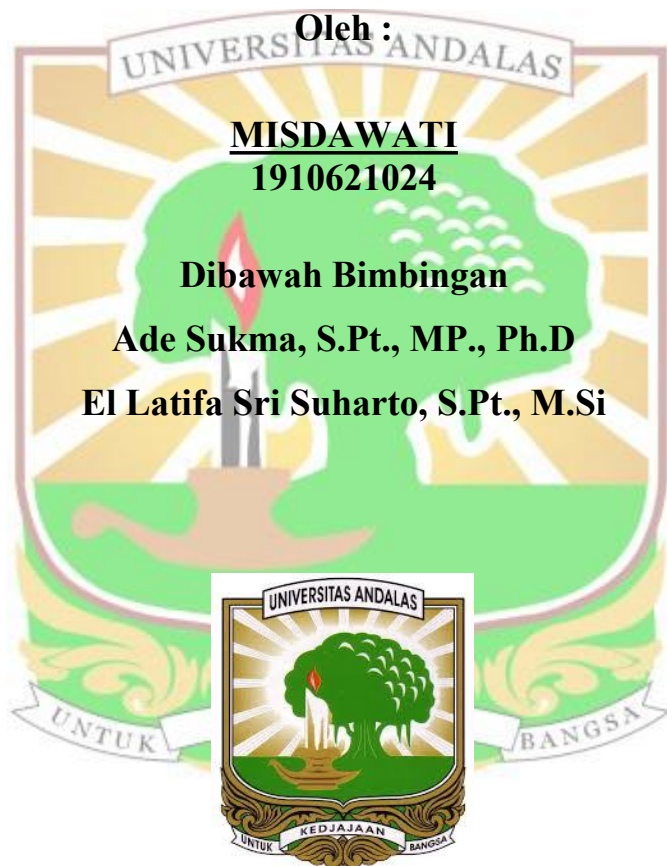 Oleh :
UNIVERSITAS ANDALAS
MISDAWATI
1910621024
Dibawah Bimbingan
Ade Sukma, S.Pt., MP., Ph.D
El Latifa Sri Suharto, S.Pt., M.Si
UNIVERSITAS ANDALAS
UNTUK BANGSA
UNTUK KEDJAJAAN BANGSA